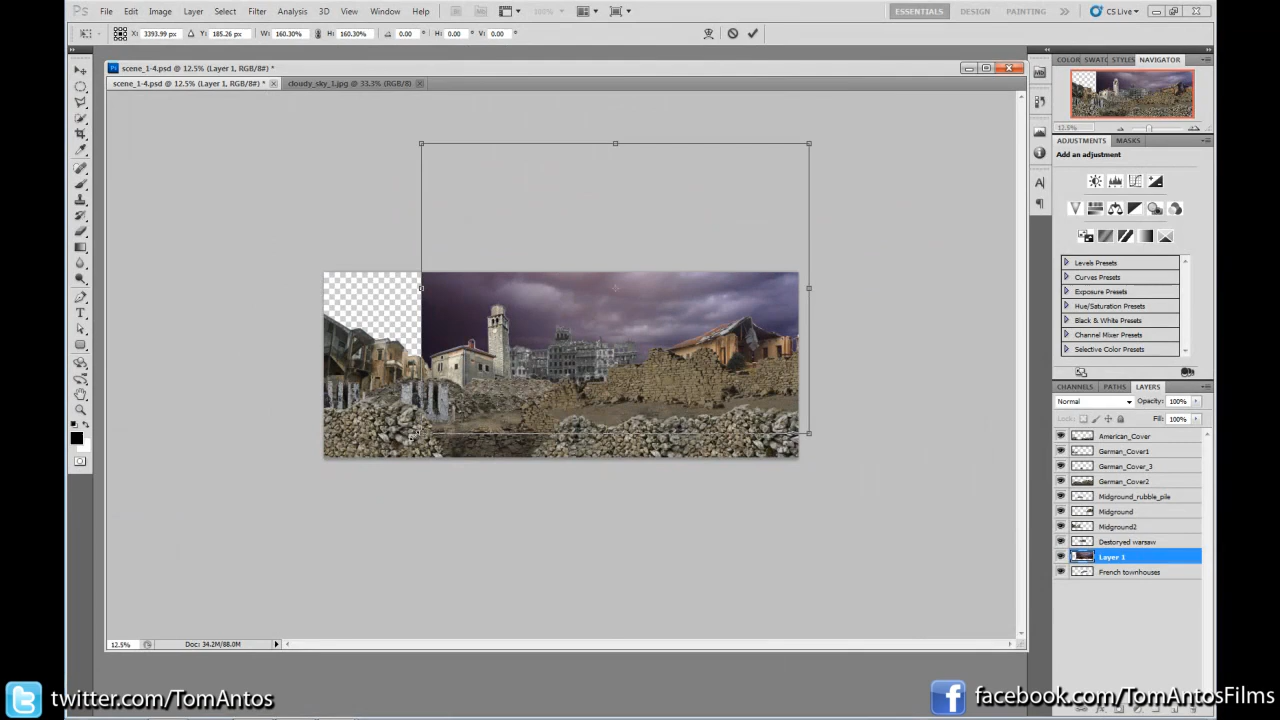 Ps File Edit Image Layer Select Filter Analysis 3D View Window Help 100% ESSENTIALS DESIGN PAINTING CS Live
X: 3393.99 px Y: 185.26 px W: 160.30% H: 160.30% 0.00 ° H: 0.00 ° V: 0.00 °
scene_1-4.psd @ 12.5% (Layer 1, RGB/8#) *
scene_1-4.psd @ 12.5% (Layer 1, RGB/8#) * cloudy_sky_1.jpg @ 33.3% (RGB/8)
COLOR SWATC STYLES NAVIGATOR
12.5%
ADJUSTMENTS MASKS
Add an adjustment
Levels Presets
Curves Presets
Exposure Presets
Hue/Saturation Presets
Black & White Presets
Channel Mixer Presets
Selective Color Presets
CHANNELS PATHS LAYERS
Normal Opacity: 100%
Lock: Fill: 100%
American_Cover
German_Cover1
German_Cover_3
German_Cover2
Midground_rubble_pile
Midground
Midground2
Destoryed warsaw
Layer 1
French townhouses
12.5% Doc: 34.2M/88.0M
twitter.com/TomAntos
facebook.com/TomAntosFilms